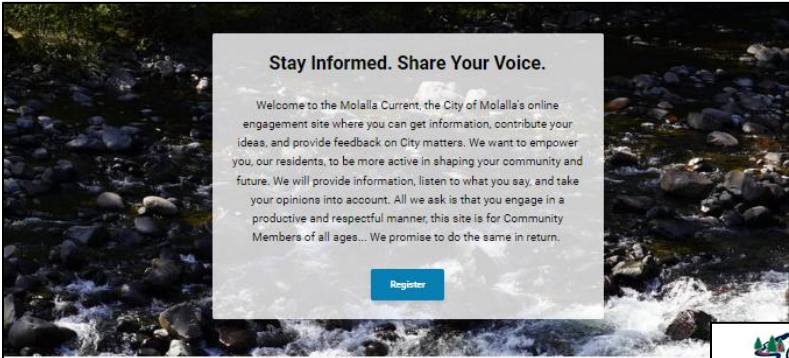 Stay Informed. Share Your Voice.
Welcome to the Molalla Current, the City of Molalla's online
engagement site where you can get information, contribute your
ideas, and provide feedback on City matters. We want to empower
you, our residents, to be more active in shaping your community and
future. We will provide information, listen to what you say, and take
your opinions into account. All we ask is that you engage in a
productive and respectful manner, this site is for Community
Members of all ages... We promise to do the same in return.
Register